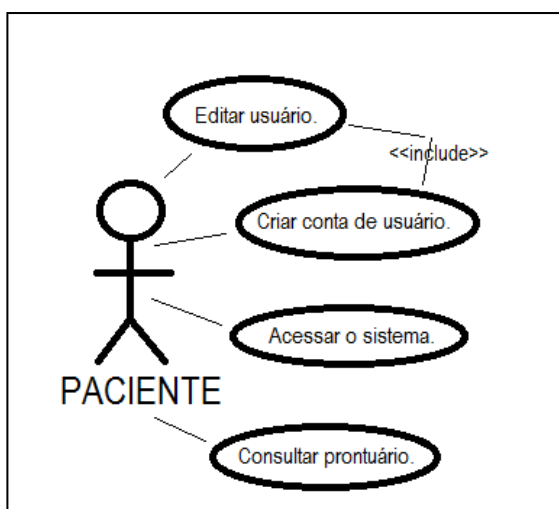 Editar usuário.
<<include>>
Criar conta de usuário.
Acessar o sistema.
PACIENTE
Consultar prontuário.